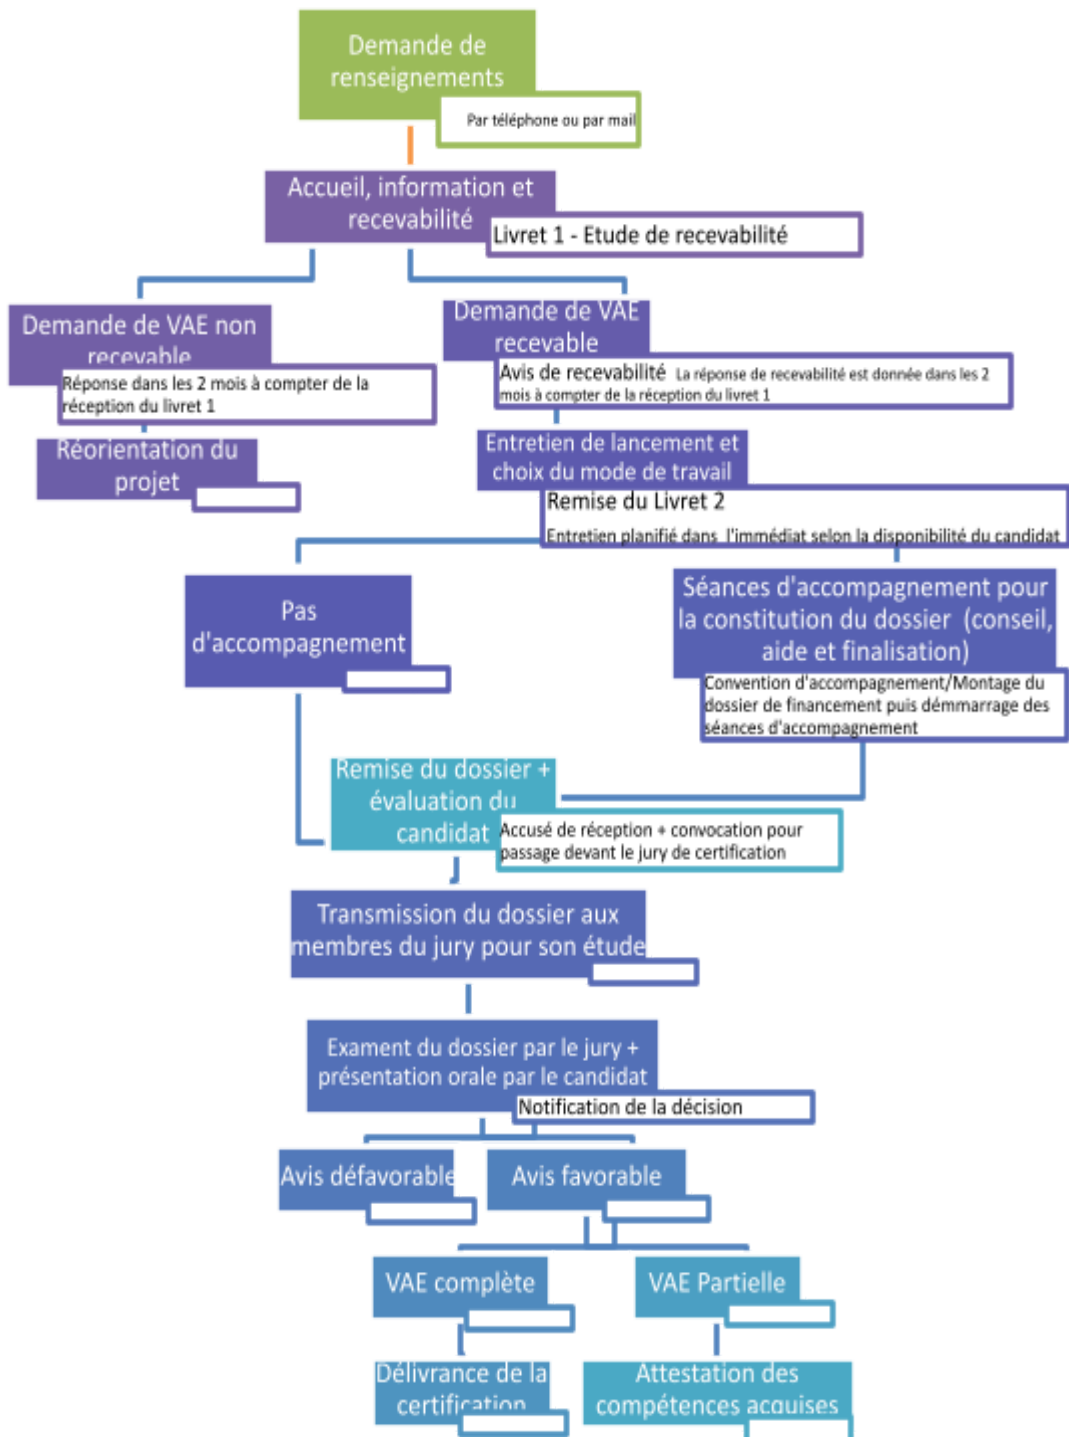 Demande de
renseignements
Par téléphone ou par mail
Accueil, information et
recevabilité
Livret 1 - Etude de recevabilité
Demande de VAE non
recevable
Réponse dans les 2 mois à compter de la
réception du livret 1
Réorientation du
projet
Demande de VAE
recevable
Avis de recevabilité La réponse de recevabilité est donnée dans les 2
mois à compter de la réception du livret 1
Entretien de lancement et
choix du mode de travail
Remise du Livret 2
Entretien planifié dans l'immédiat selon la disponibilité du candidat
Pas
d'accompagnement
Séances d'accompagnement pour
la constitution du dossier (conseil,
aide et finalisation)
Convention d'accompagnement/Montage du
dossier de financement puis démmarrage des
séances d'accompagnement
Remise du dossier +
évaluation du
candidat
Accusé de réception + convocation pour
passage devant le jury de certification
Transmission du dossier aux
membres du jury pour son étude
Exament du dossier par le jury +
présentation orale par le candidat
Notification de la décision
Avis défavorable
Avis favorable
VAE complète
VAE Partielle
Délivrance de la
certification
Attestation des
compétences acquises